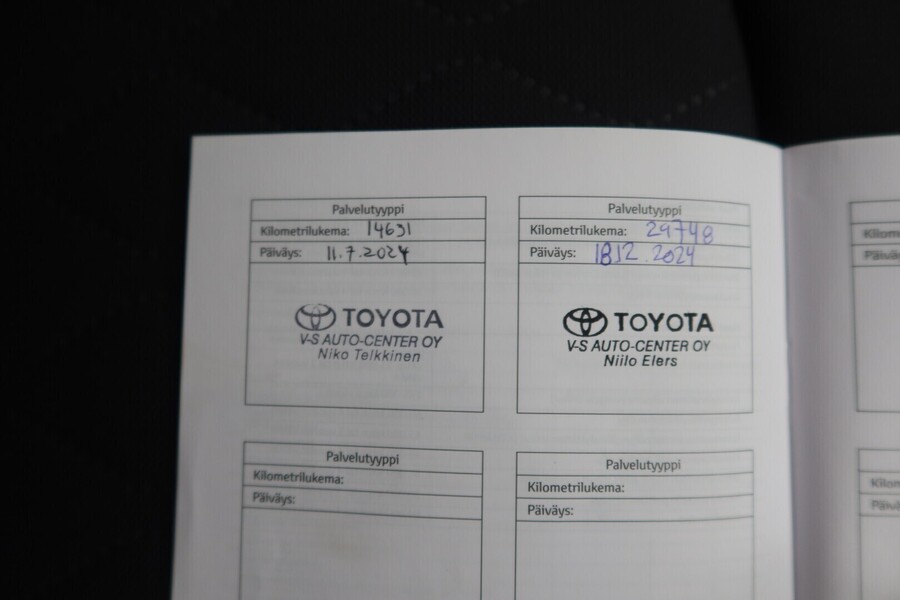 Palvelutyyppi
Kilometrilukema: 14691
Päiväys: 11.7.2024
TOYOTA
V-S AUTO-CENTER OY
Niko Telkkinen
Palvelutyyppi
Kilometrilukema: 29748
Päiväys: 18.12.2024
TOYOTA
V-S AUTO-CENTER OY
Niilo Elers
Palvelutyyppi
Kilometrilukema:
Päiväys:
Palvelutyyppi
Kilometrilukema:
Päiväys: